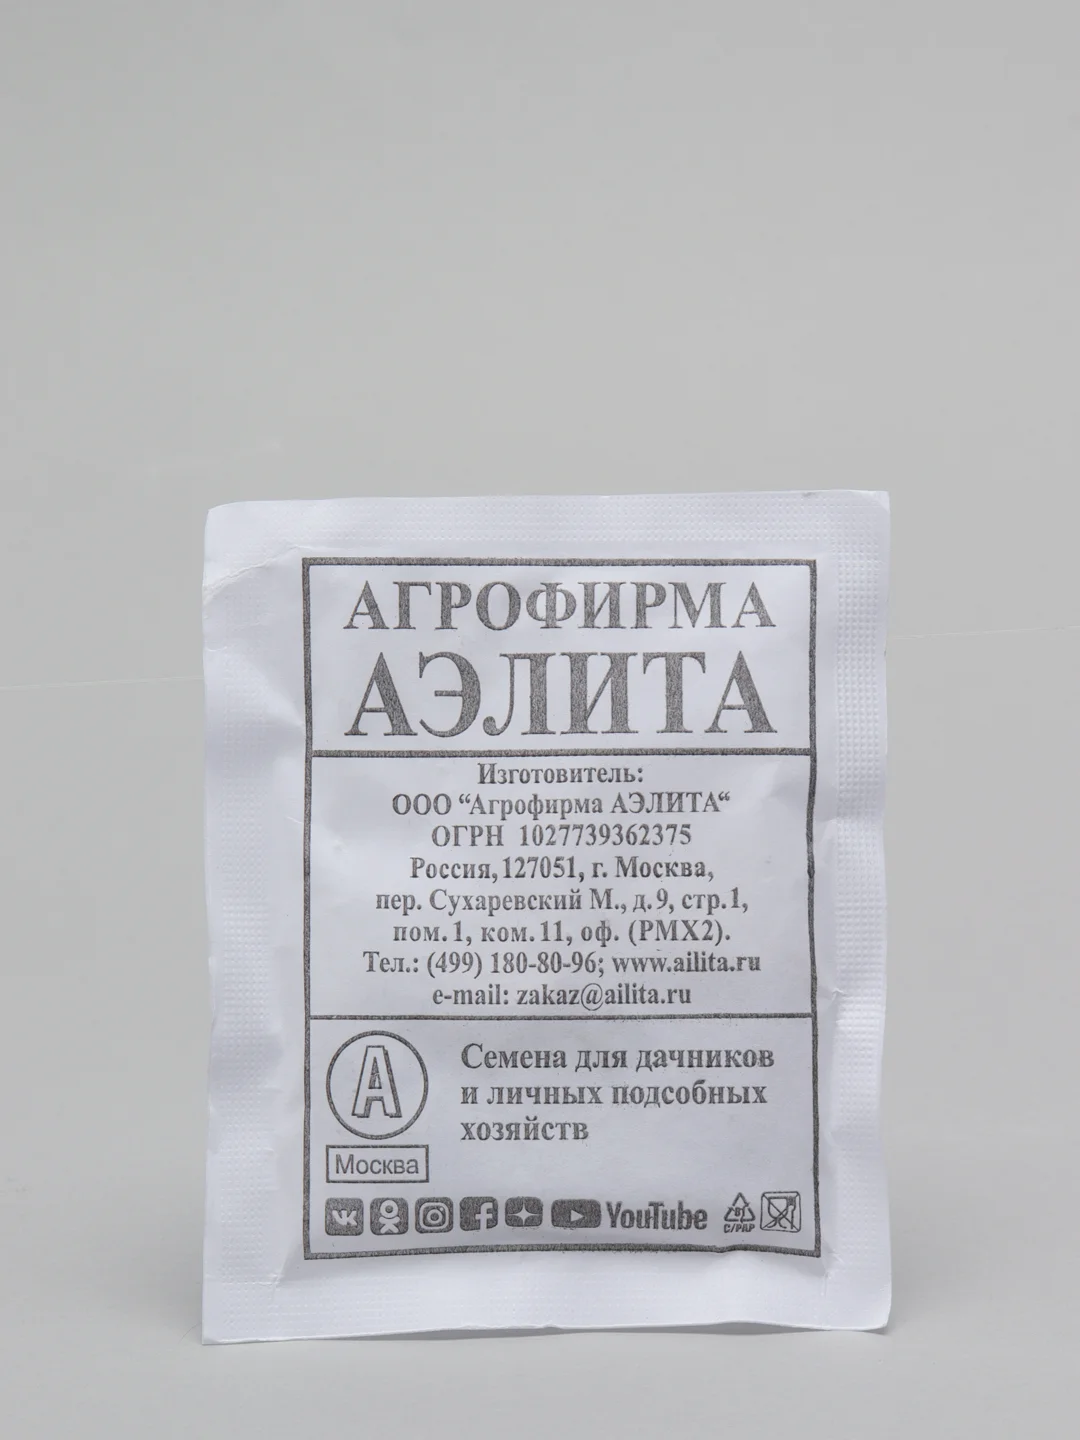 АГРОФИРМА
АЭЛИТА
Изготовитель:
ООО “Агрофирма АЭЛИТА“
ОГРН 1027739362375
Россия, 127051, г. Москва,
пер. Сухаревский М., д. 9, стр. 1,
пом. 1, ком. 11, оф. (РМХ2).
Тел.: (499) 180-80-96; www.ailita.ru
e-mail: zakaz@ailita.ru
А
Семена для дачников
и личных подсобных
хозяйств
Москва
YouTube
C/PAP